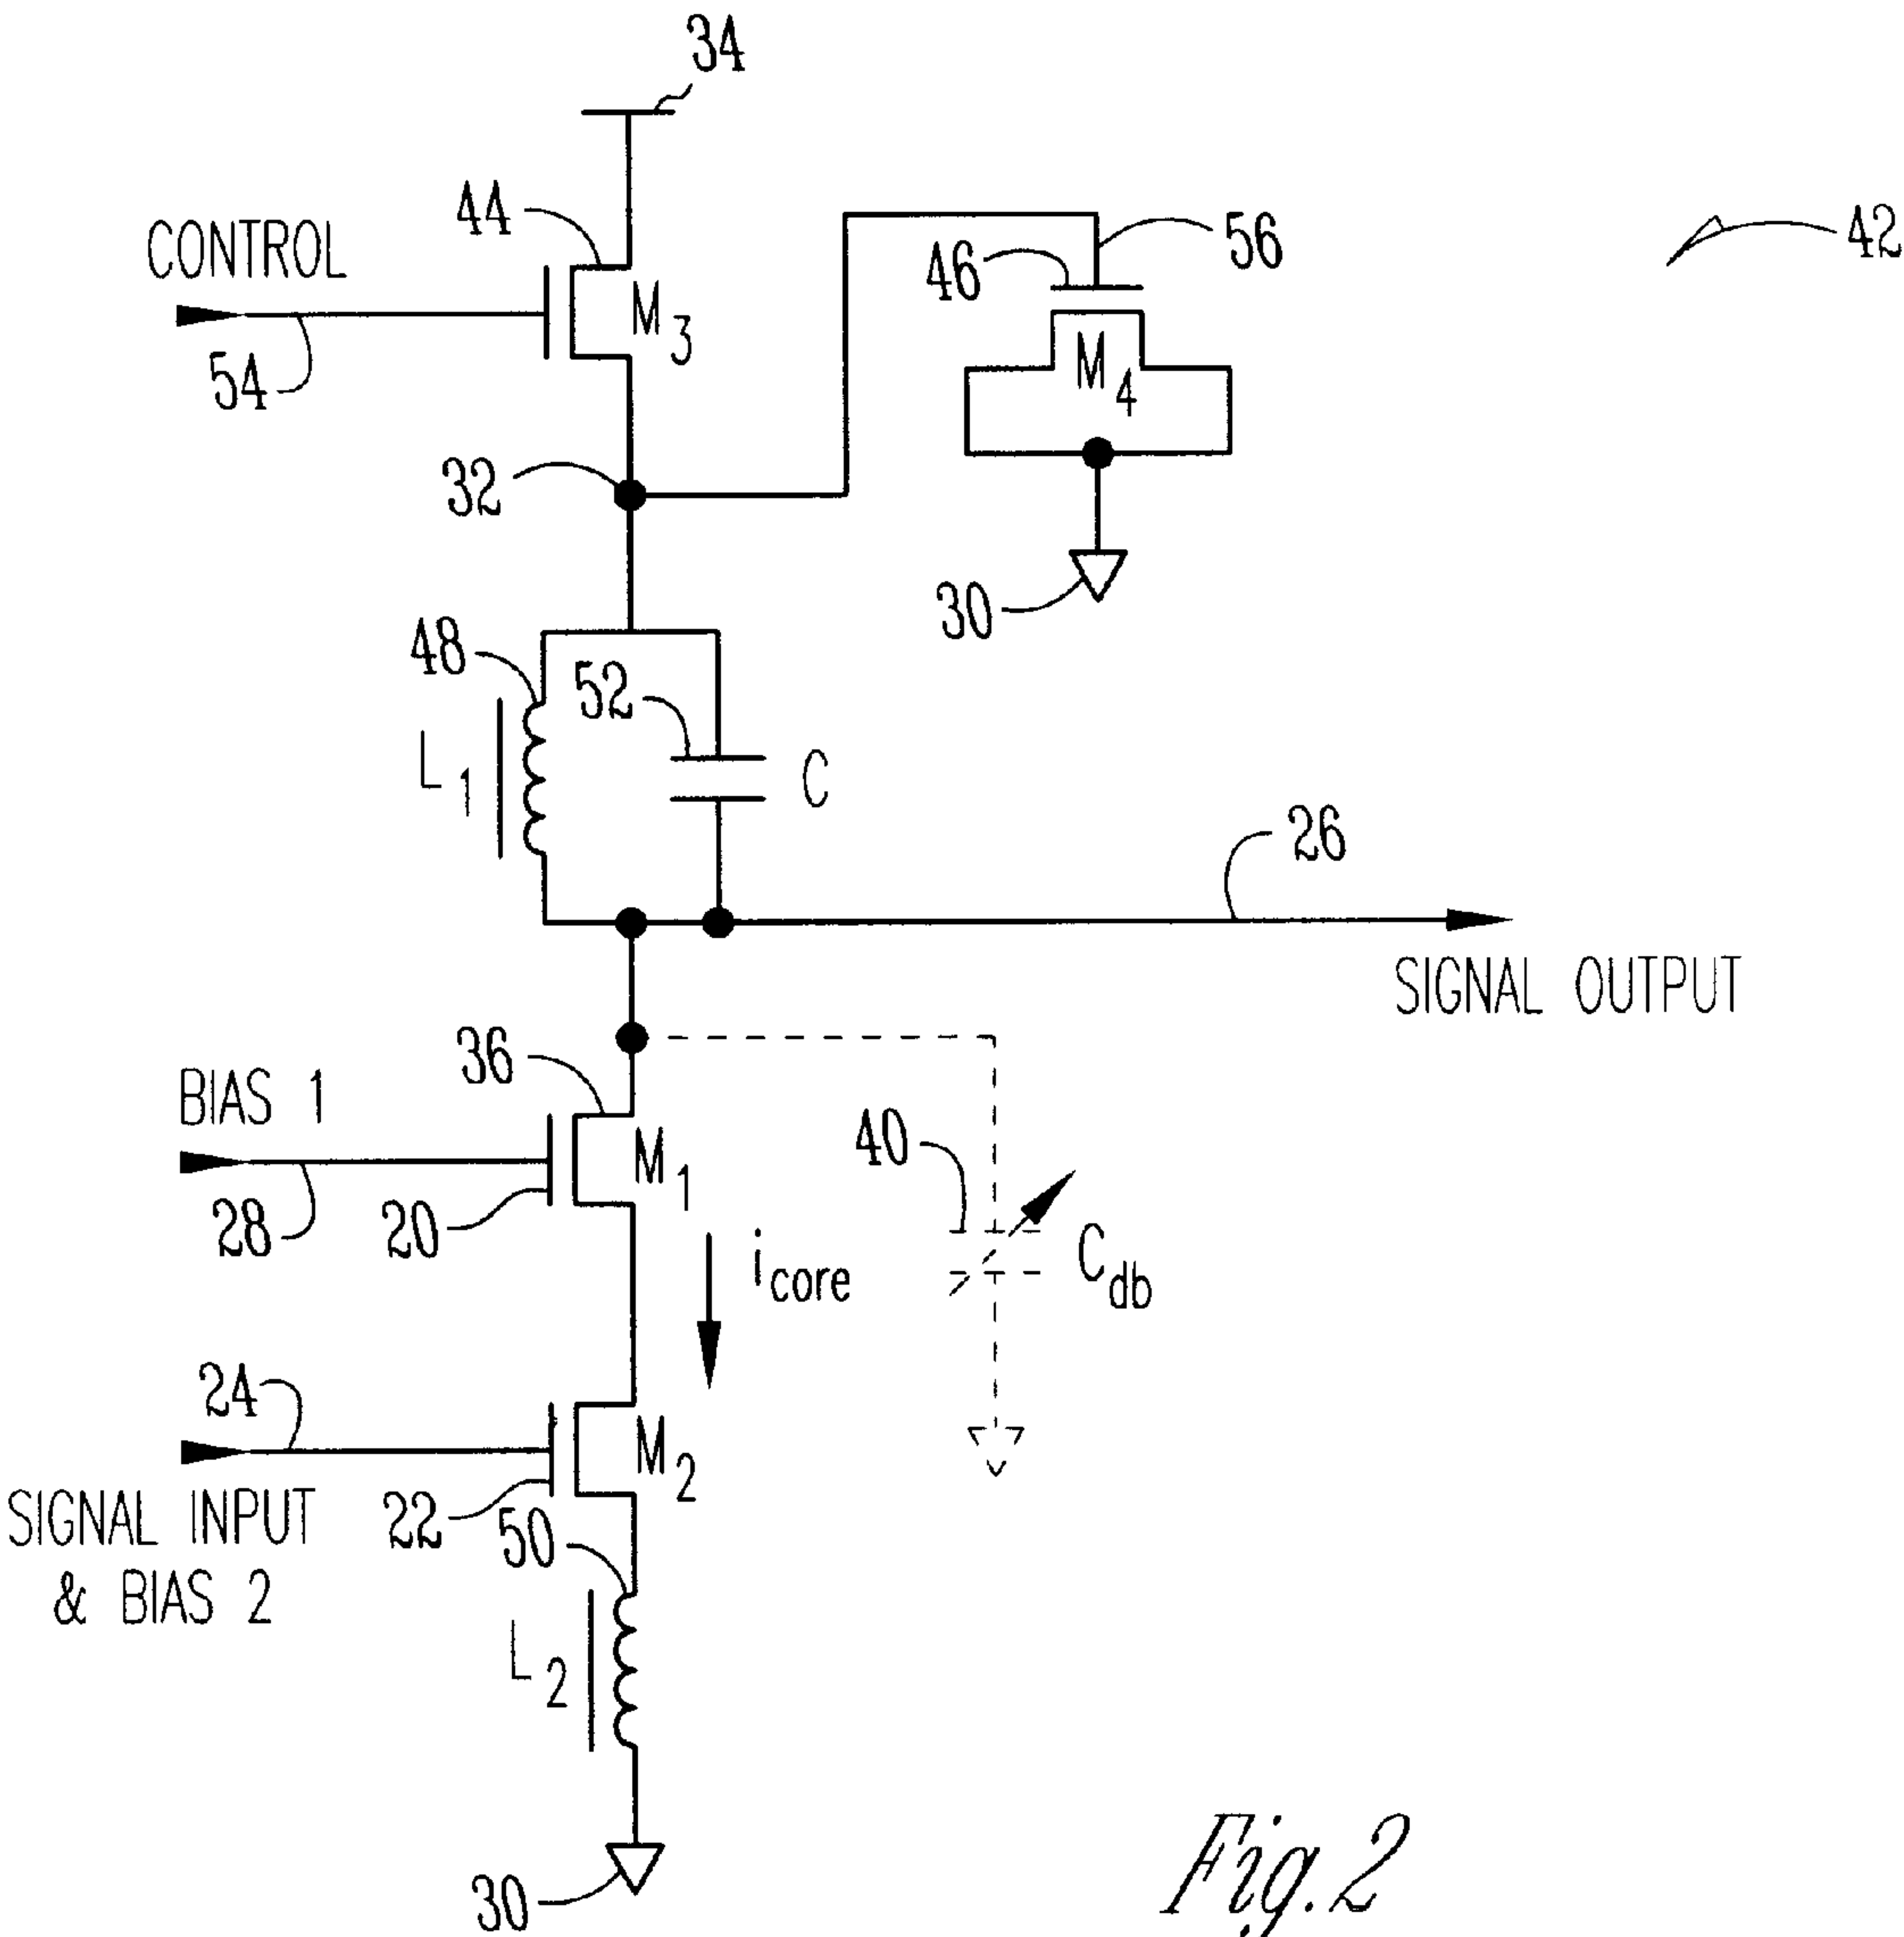 34
44
CONTROL
54
M3
46
56
42
M4
32
30
48
52
L1
C
26
SIGNAL OUTPUT
36
BIAS 1
28
20
M1
40
icore
Cdb
24
SIGNAL INPUT
& BIAS 2
22
M2
50
L2
30
Fig. 2